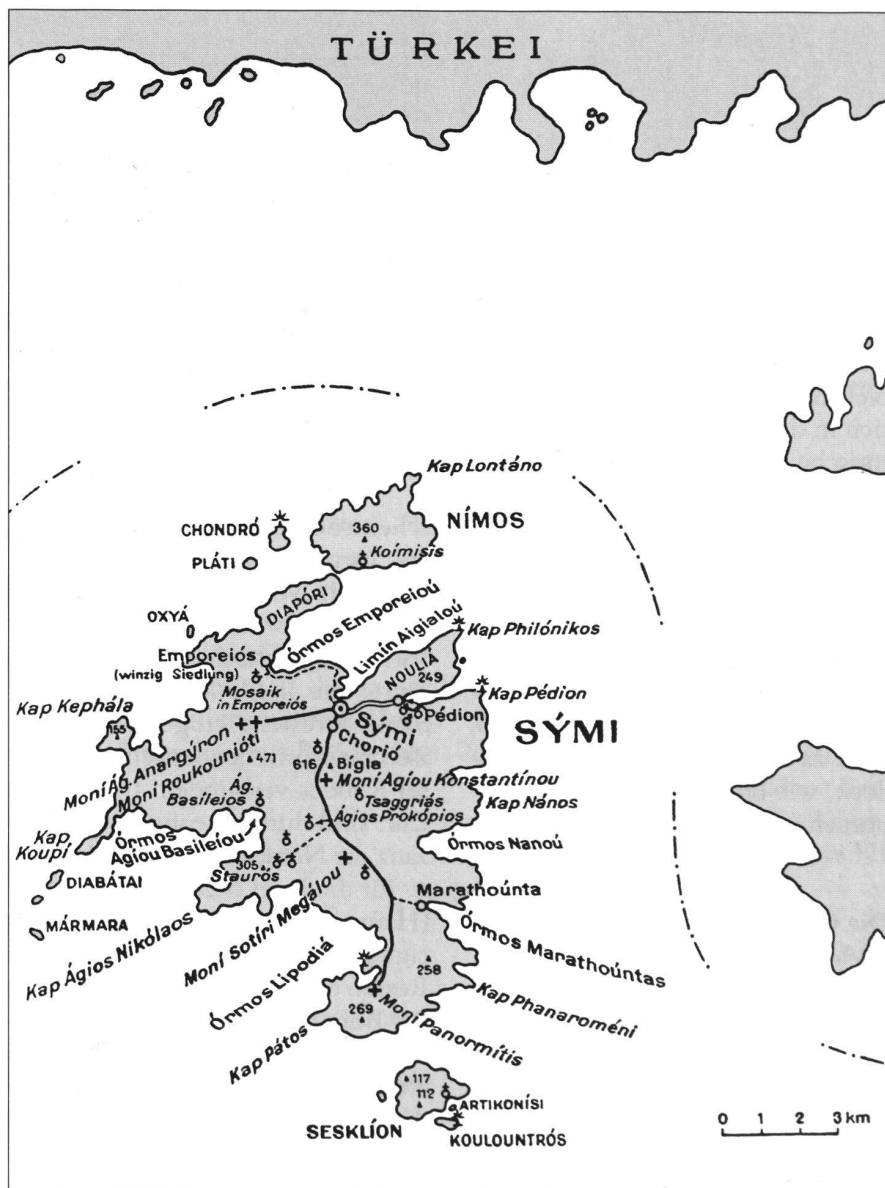 TÜRKEI
Kap Lontáno
NÍMOS
360
Koímisis
CHONDRÓ
PLÁTI
DIAPÓRI
OXYÁ
Órmos Emporeioú
Limín Aigialoú
Kap Philónikos
NOULIÁ
249
Emporeiós
(winzig Siedlung)
Mosaik
in Emporeiós
Kap Pédion
Pédion
SÝMI
Sými
Chorió
Kap Kephála
155
Moní Ág. Anargýron
Moní Roukounióti
471
616
Bígla
Moní Agíou Konstantínou
Tsaggriás
Ágios Prokópios
Kap Nános
Ág.
Basileios
Órmos
Agíou Basileíou
Kap
Koupí
Órmos Nanoú
DIABÁTAI
305
Staurós
MÁRMARA
Kap Ágios Nikólaos
Moní Sotíri Megálou
Marathoúnta
Órmos Marathoúntas
Órmos Lipodiá
258
Kap Phanaroméni
Moní Panormítis
269
Kap Pátos
117
112
ARTIKONÍSI
SESKLÍON
KOULOUNTRÓS
0 1 2 3 km